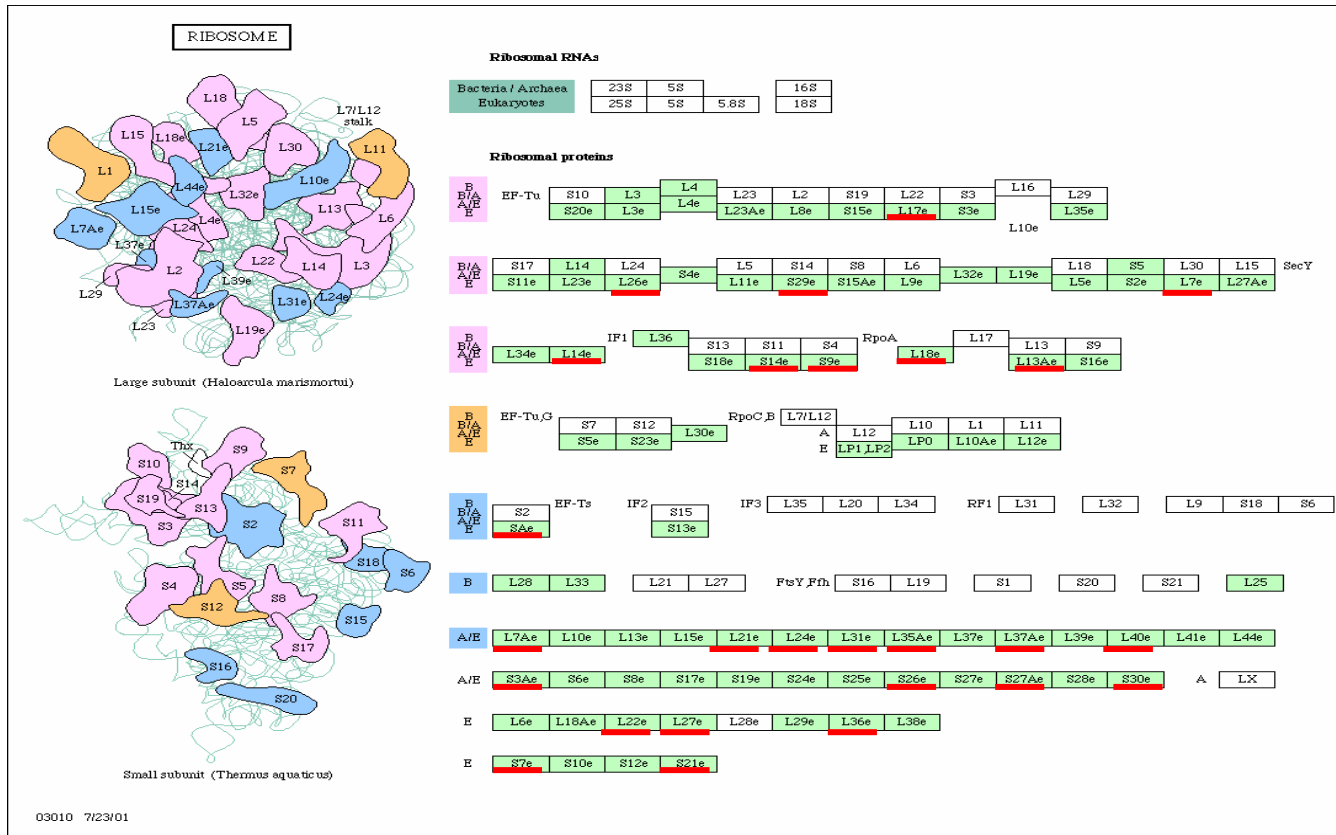 RIBOSOME
L18
L7/L12
stalk
L15
L18e
L5
L21e
L30
L11
L1
L44e
L10e
L32e
L15e
L4e
L13
L6
L7Ae
L24
L37e
L2
L22
L14
L3
L39e
L29
L37Ae
L31e
L24e
L23
L19e
Large subunit (Haloarcula marismortui)
Thx
S9
S10
S14
S7
S19
S13
S3
S2
S11
S18
S6
S4
S5
S8
S12
S15
S17
S16
S20
Small subunit (Thermus aquaticus)
03010 7/23/01
Ribosomal RNAs
Bacteria / Archaea 23S 5S 16S
Eukaryotes 25S 5S 5.8S 18S
Ribosomal proteins
B
B/A
A/E
E
EF-Tu S10 L3 L4 L23 L2 S19 L22 S3 L16 L29
S20e L3e L4e L23Ae L8e S15e L17e S3e L10e L35e
B/A
A/E
E
S17 L14 L24 S4e L5 S14 S8 L6 L32e L19e L18 S5 L30 L15 SecY
S11e L23e L26e L11e S29e S15Ae L9e L5e S2e L7e L27Ae
B
B/A
A/E
E
IF1 L36 S13 S11 S4 RpoA L17 L13 S9
L34e L14e S18e S14e S9e L18e L13Ae S16e
B
B/A
A/E
E
EF-Tu,G S7 S12 L30e RpoC,B L7/L12
S5e S23e A L12 L10 L1 L11
E LP1,LP2 LP0 L10Ae L12e
B
B/A
A/E
E
S2 EF-Ts IF2 S15 IF3 L35 L20 L34 RF1 L31 L32 L9 S18 S6
SAe S13e
B L28 L33 L21 L27 FtsY,Ffh S16 L19 S1 S20 S21 L25
A/E L7Ae L10e L13e L15e L21e L24e L31e L35Ae L37e L37Ae L39e L40e L41e L44e
A/E S3Ae S6e S8e S17e S19e S24e S25e S26e S27e S27Ae S28e S30e A LX
E L6e L18Ae L22e L27e L28e L29e L36e L38e
E S7e S10e S12e S21e